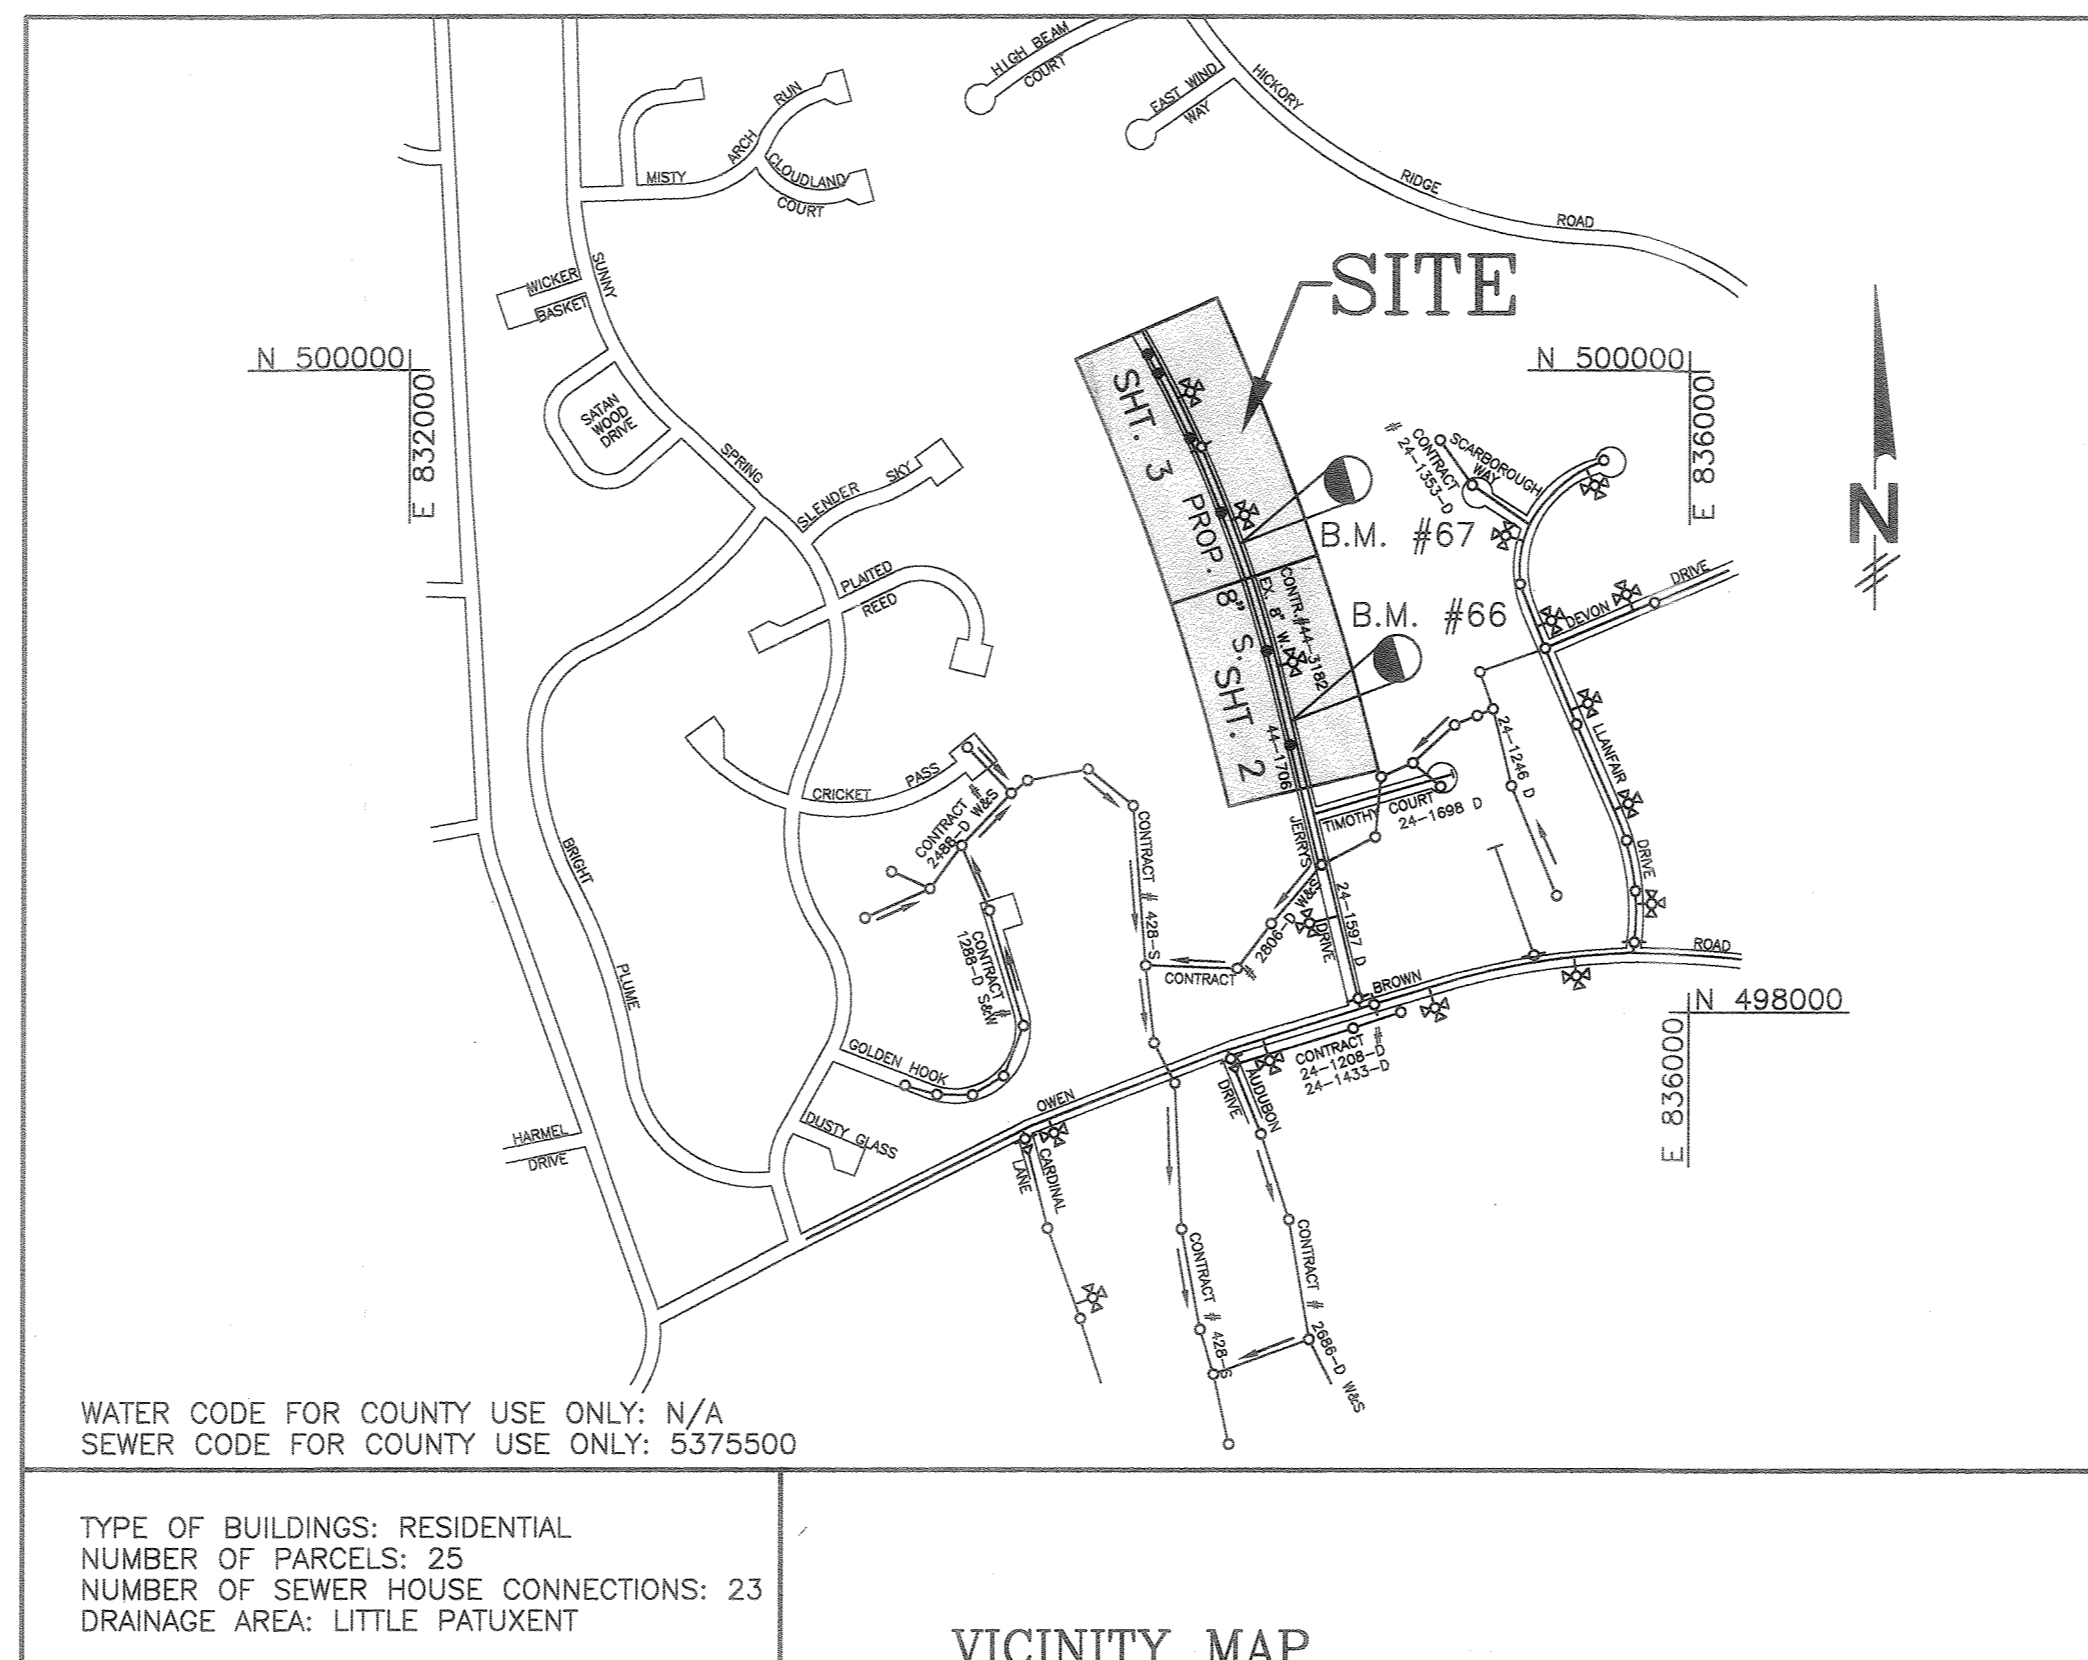 HIGH BEAM
COURT
EAST WIND
WAY
HICKORY
RIDGE
ROAD
MISTY
ARCH
RUN
CLOUDLAND
COURT
SUNNY
WICKER
BASKET
SITE
N 500000
E 832000
N 500000
E 836000
SATAN
WOOD
DRIVE
SPRING
SLENDER SKY
PLAITED
REED
SHT. 3
PROP. 8" S.
SHT. 2
CONTR.#44-3182
EX. 8" W.
44-1706
B.M. #67
B.M. #66
CONTRACT
# 24-1353-D
SCARBOROUGH
WAY
N
DEVON
DRIVE
LLANFAIR
DRIVE
24-1246 D
TIMOTHY COURT
24-1698 D
JERRYS
DRIVE
24-1597 D
CRICKET
PASS
CONTRACT #
2488-D W&S
CONTRACT # 428-S
CONTRACT # 2806-D W&S
CONTRACT #
1288-D S&W
BRIGHT
PLUME
GOLDEN HOOK
DUSTY GLASS
HARMEL
DRIVE
OWEN
BROWN
ROAD
N 498000
E 836000
CONTRACT #
24-1208-D
24-1433-D
AUDUBON
DRIVE
CARDINAL
LANE
CONTRACT # 428-S
CONTRACT # 2686-D W&S
WATER CODE FOR COUNTY USE ONLY: N/A
SEWER CODE FOR COUNTY USE ONLY: 5375500
TYPE OF BUILDINGS: RESIDENTIAL
NUMBER OF PARCELS: 25
NUMBER OF SEWER HOUSE CONNECTIONS: 23
DRAINAGE AREA: LITTLE PATUXENT
VICINITY MAP